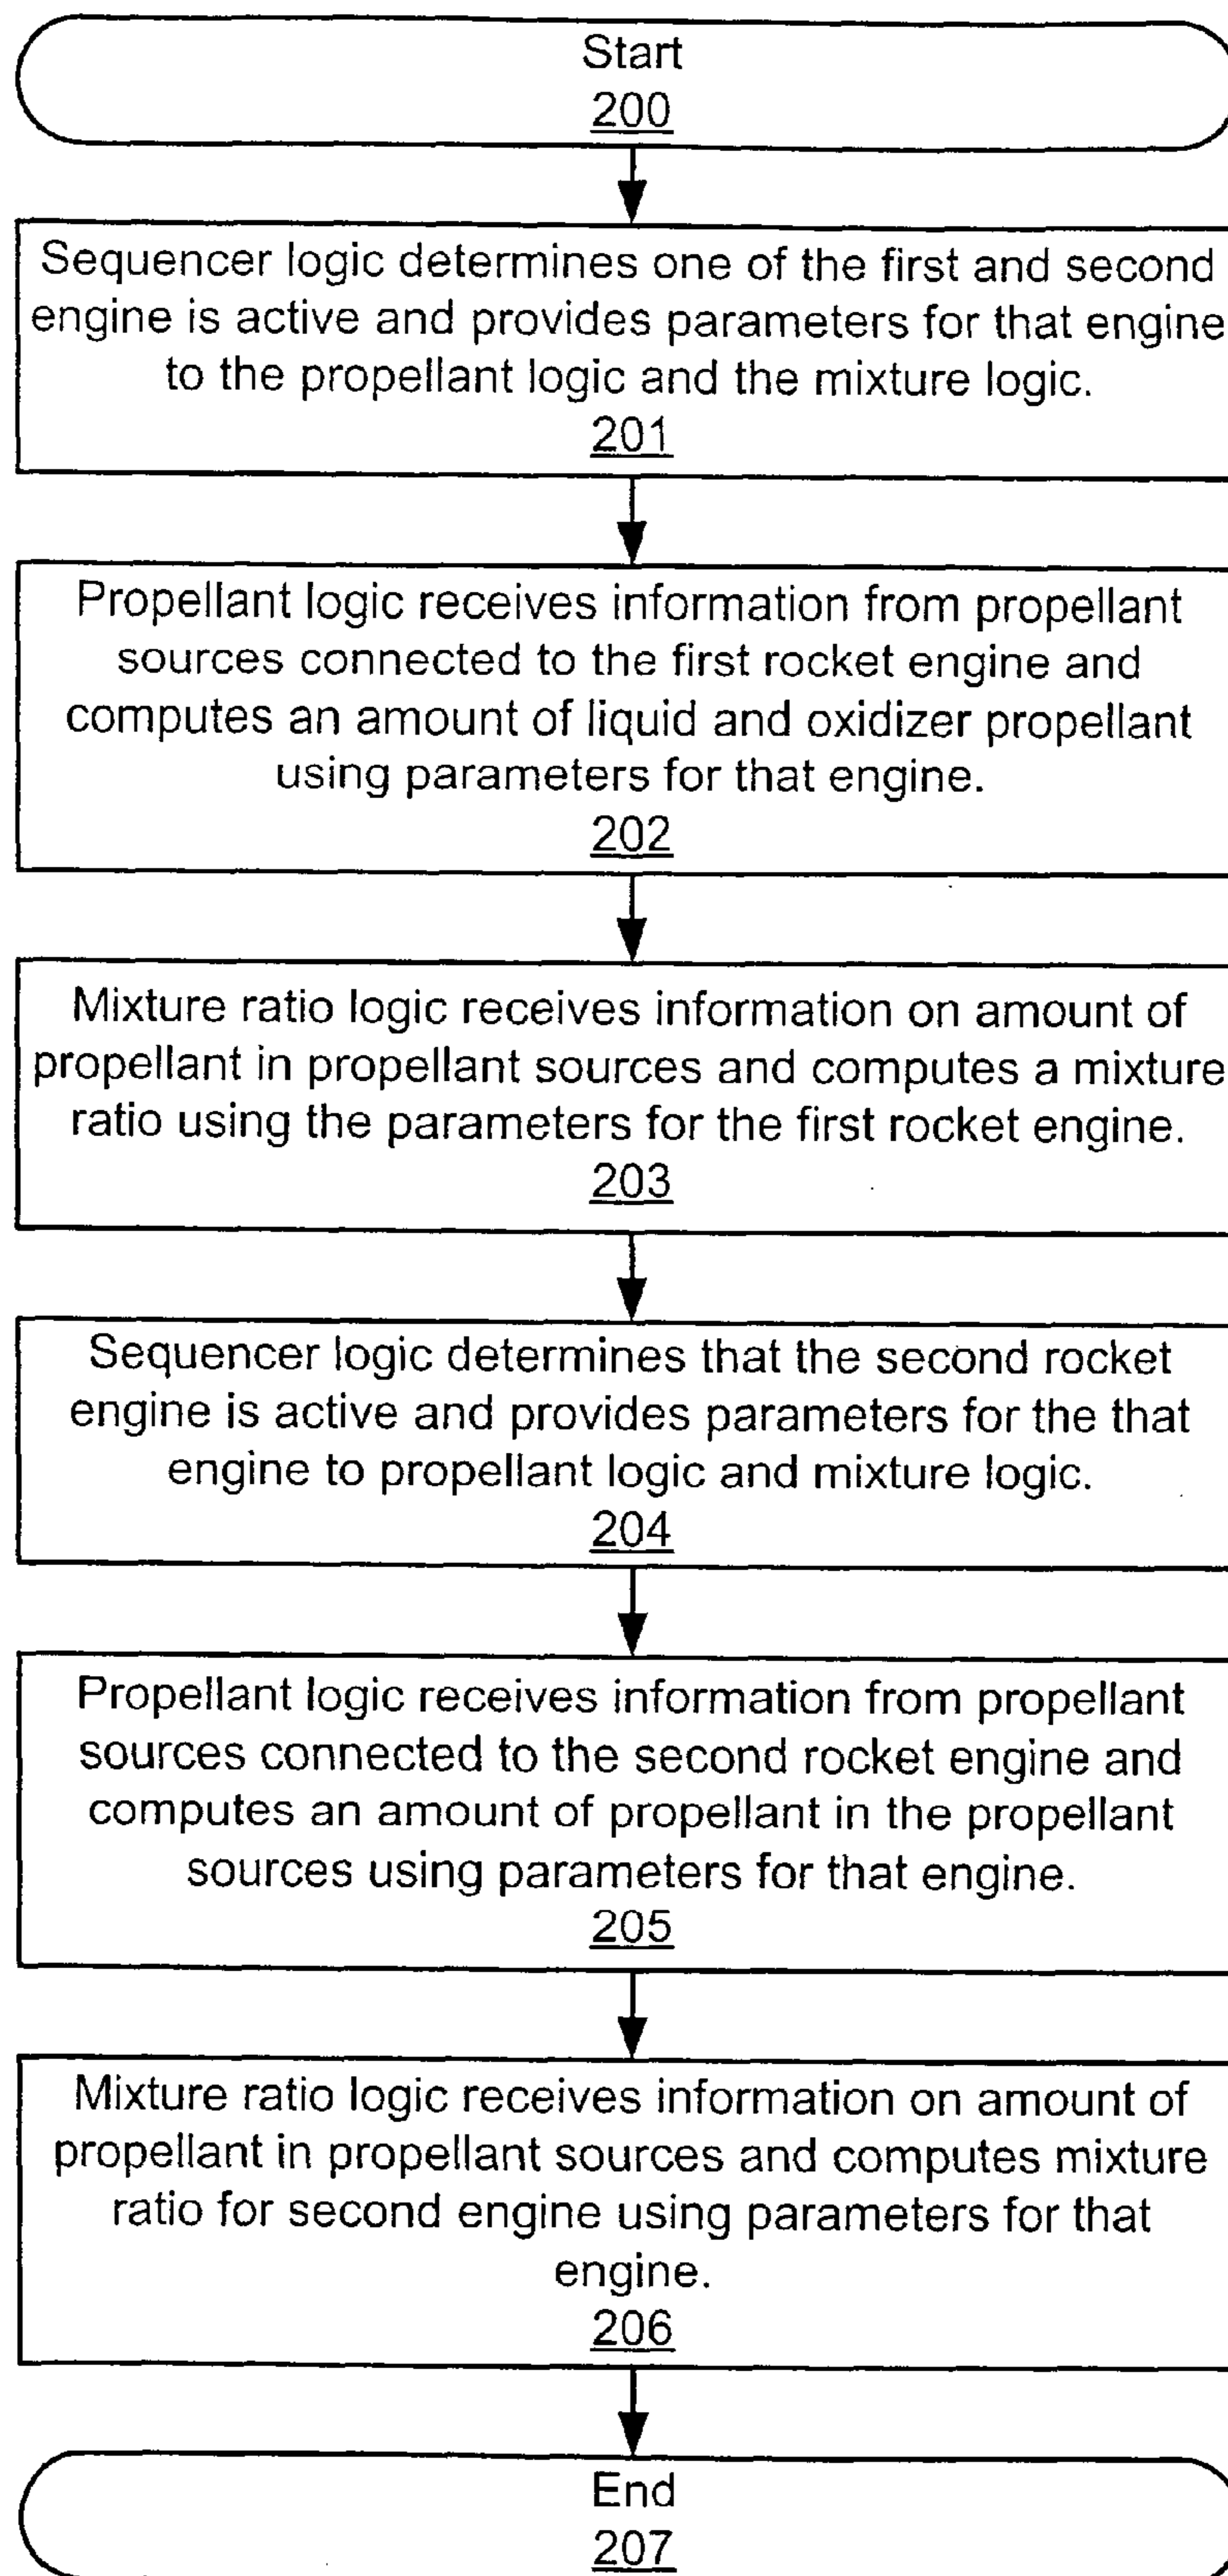 Start
200
Sequencer logic determines one of the first and second
engine is active and provides parameters for that engine
to the propellant logic and the mixture logic.
201
Propellant logic receives information from propellant
sources connected to the first rocket engine and
computes an amount of liquid and oxidizer propellant
using parameters for that engine.
202
Mixture ratio logic receives information on amount of
propellant in propellant sources and computes a mixture
ratio using the parameters for the first rocket engine.
203
Sequencer logic determines that the second rocket
engine is active and provides parameters for the that
engine to propellant logic and mixture logic.
204
Propellant logic receives information from propellant
sources connected to the second rocket engine and
computes an amount of propellant in the propellant
sources using parameters for that engine.
205
Mixture ratio logic receives information on amount of
propellant in propellant sources and computes mixture
ratio for second engine using parameters for that
engine.
206
End
207